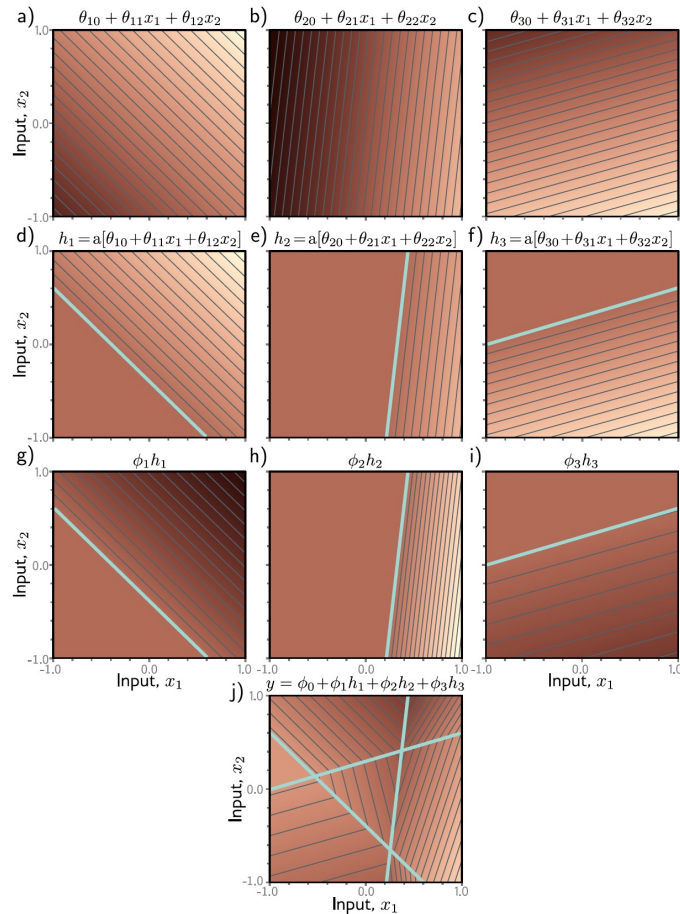 a) θ₁₀ + θ₁₁x₁ + θ₁₂x₂
b) θ₂₀ + θ₂₁x₁ + θ₂₂x₂
c) θ₃₀ + θ₃₁x₁ + θ₃₂x₂
1.0
0.0
-1.0
Input, x₂
d) h₁=a[θ₁₀+θ₁₁x₁+θ₁₂x₂]
e) h₂=a[θ₂₀+θ₂₁x₁+θ₂₂x₂]
f) h₃=a[θ₃₀+θ₃₁x₁+θ₃₂x₂]
1.0
0.0
-1.0
Input, x₂
g) ϕ₁h₁
h) ϕ₂h₂
i) ϕ₃h₃
1.0
0.0
-1.0
Input, x₂
-1.0 0.0 1.0
Input, x₁
-1.0 0.0 1.0
-1.0 0.0 1.0
Input, x₁
j) y = ϕ₀+ϕ₁h₁+ϕ₂h₂+ϕ₃h₃
1.0
0.0
-1.0
Input, x₂
-1.0 0.0 1.0
Input, x₁